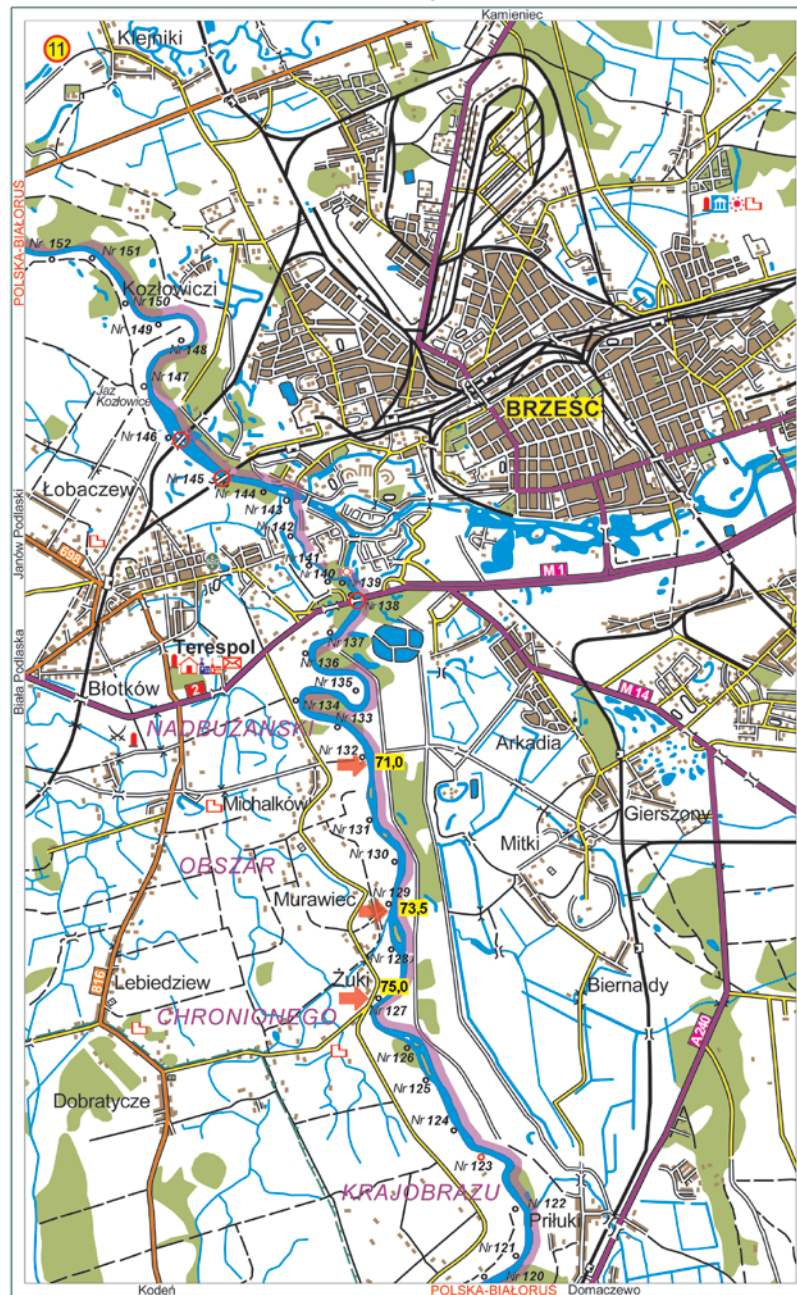 Kamieniec
11
Klejniki
POLSKA-BIAŁORUŚ
Nr 152
Nr 151
Kozłowiczi
Nr 150
Nr 149
Nr 148
Nr 147
Jaz
Kozłowice
Nr 146
BRZEŚĆ
Nr 145
Nr 144
Nr 143
Łobaczew
Nr 142
Janów Podlaski
698
Nr 141
Nr 140
Nr 139
M 1
Nr 138
Nr 137
Terespol
Nr 136
Biała Podlaska
Błotków
2
Nr 135
M 14
Nr 134
NADBUŻAŃSKI
Nr 133
Arkadia
Nr 132
71,0
Michalków
Gierszony
Nr 131
Mitki
OBSZAR
Nr 130
Murawiec
Nr 129
73,5
Nr 128
Lebiedziew
Żuki
75,0
Biernady
816
CHRONIONEGO
Nr 127
A 240
Nr 126
Nr 125
Dobratycze
Nr 124
Nr 123
KRAJOBRAZU
Nr 122
Priłuki
Nr 121
Nr 120
Kodeń
POLSKA-BIAŁORUŚ
Domaczewo